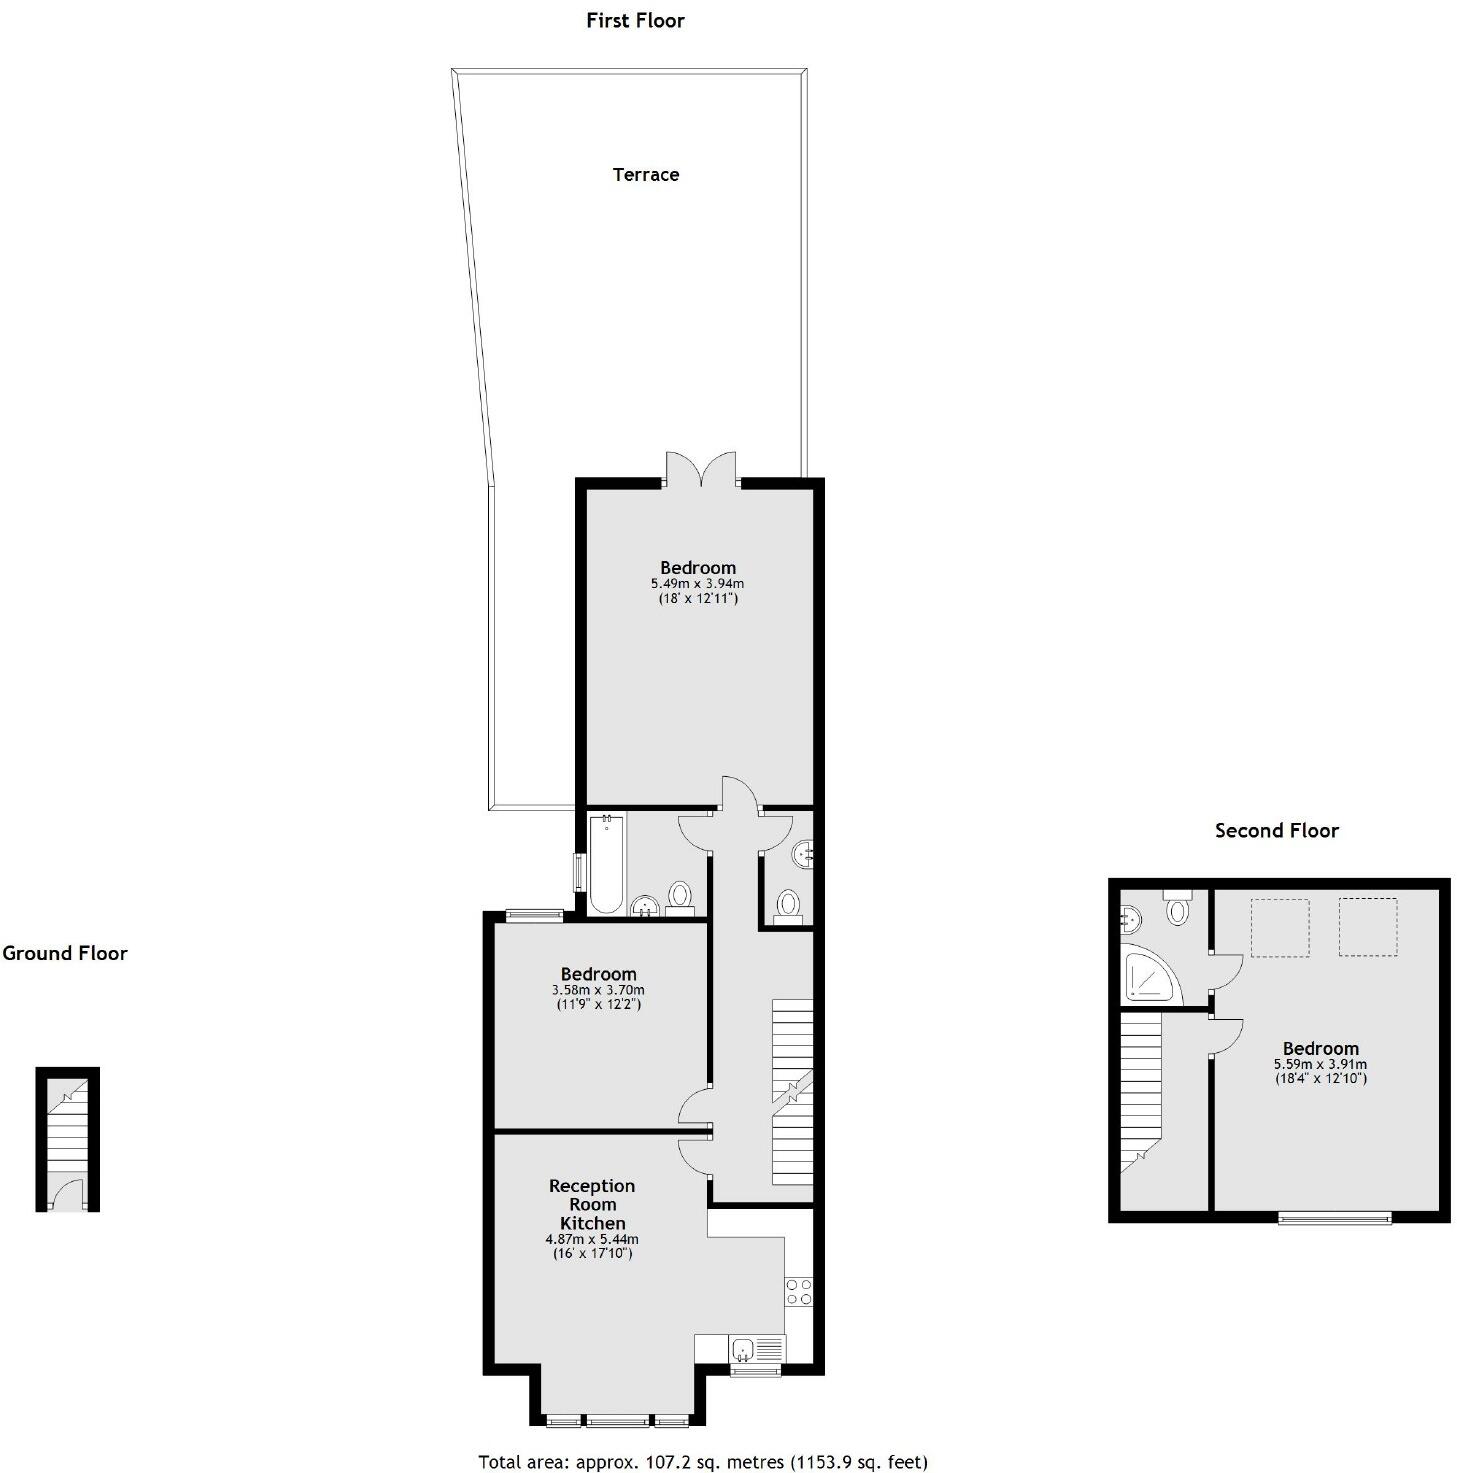 First Floor
Terrace
Bedroom
5.49m x 3.94m
(18' x 12'11")
Second Floor
Ground Floor
Bedroom
3.58m x 3.70m
(11'9" x 12'2")
Bedroom
5.59m x 3.91m
(18'4" x 12'10")
Reception
Room
Kitchen
4.87m x 5.44m
(16' x 17'10")
Total area: approx. 107.2 sq. metres (1153.9 sq. feet)